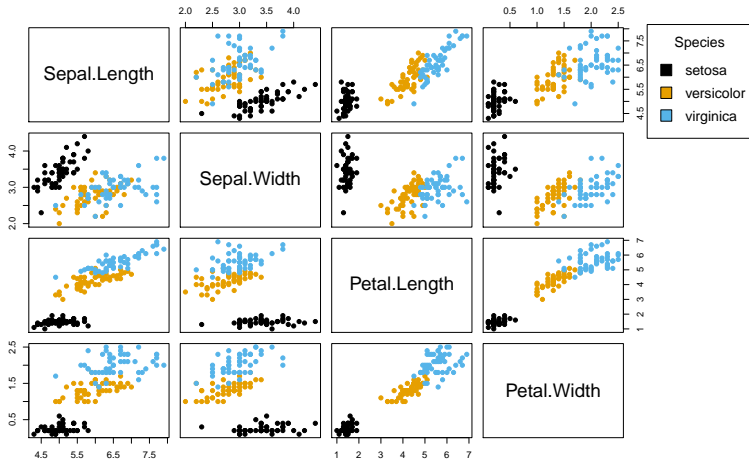 2.0 2.5 3.0 3.5 4.0
0.5 1.0 1.5 2.0 2.5
Sepal.Length
4.5 5.5 6.5 7.5
Species
setosa
versicolor
virginica
2.0 3.0 4.0
Sepal.Width
Petal.Length
1 2 3 4 5 6 7
0.5 1.5 2.5
Petal.Width
4.5 5.5 6.5 7.5
1 2 3 4 5 6 7